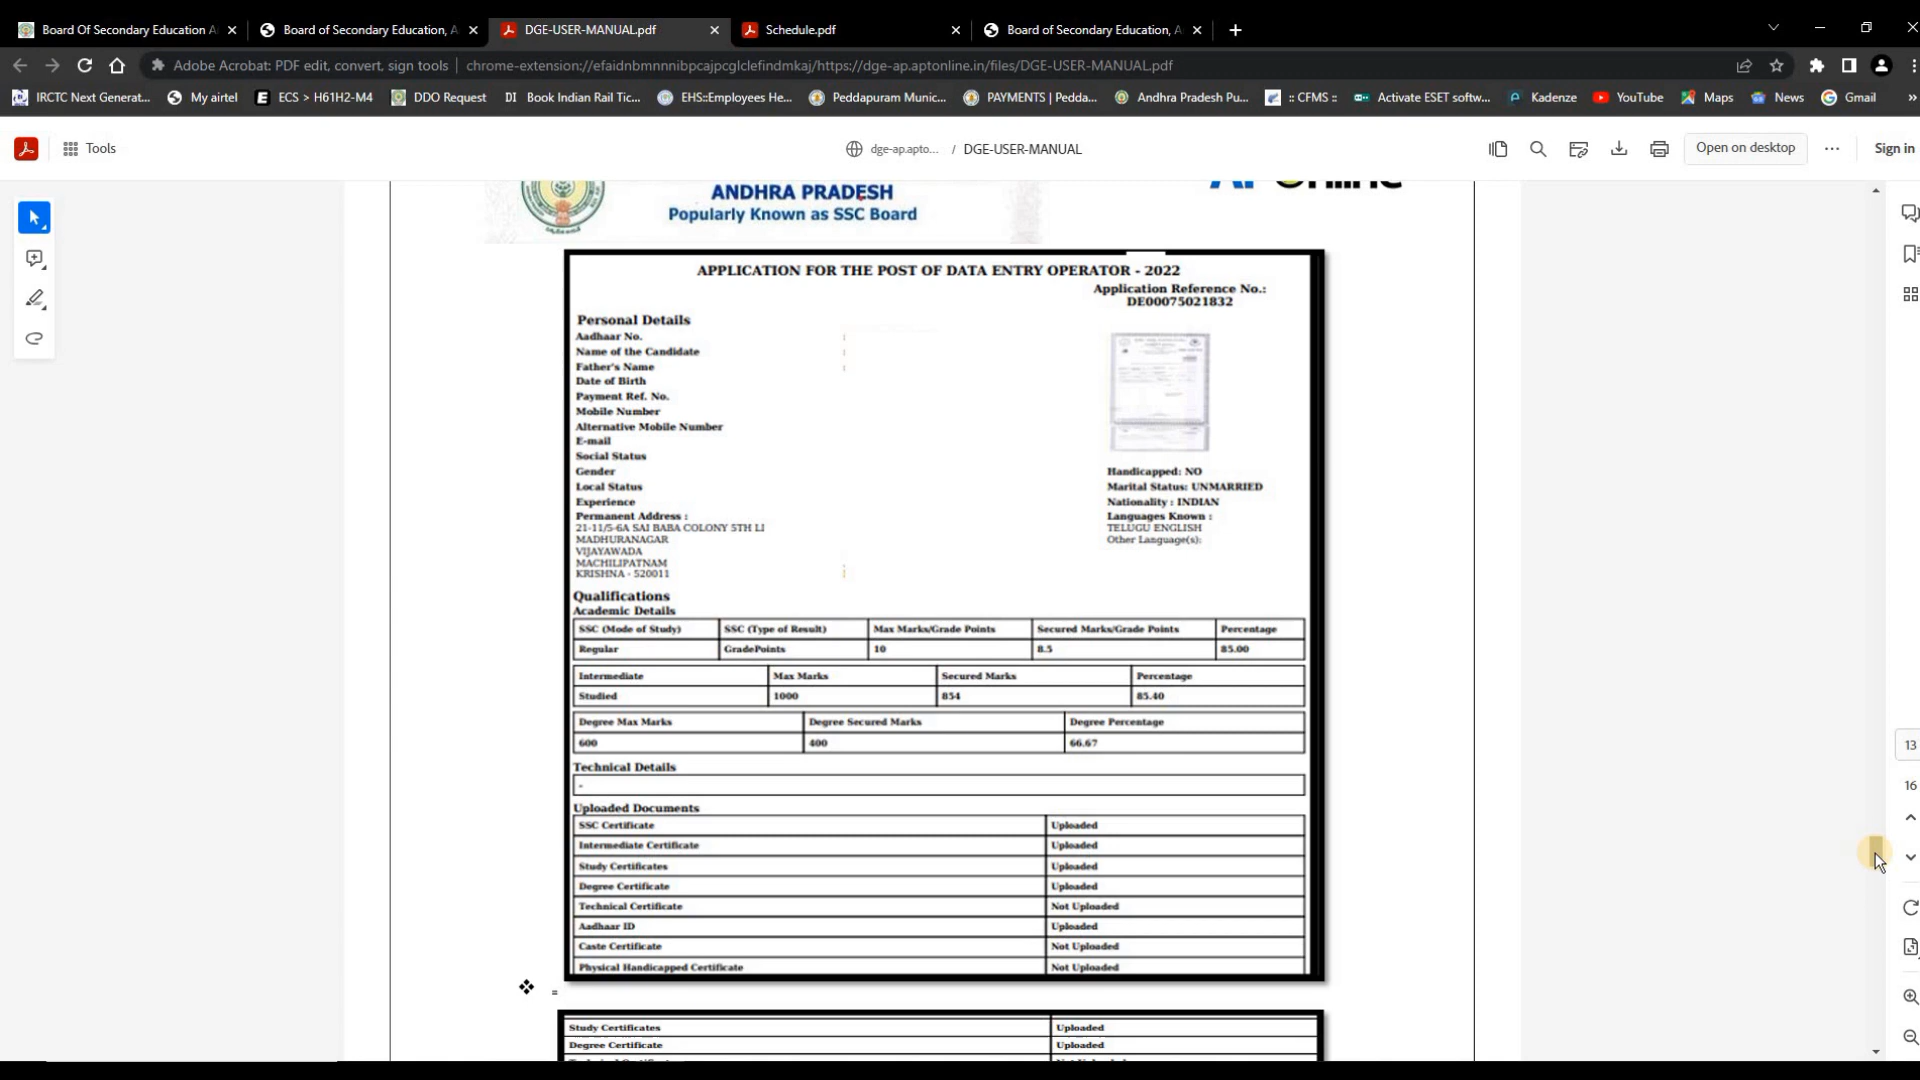 Board Of Secondary Education A
Board of Secondary Education, A
DGE-USER-MANUAL.pdf
Schedule.pdf
Board of Secondary Education, A
Adobe Acrobat: PDF edit, convert, sign tools
chrome-extension://efaidnbmnnnibpcajpcglclefindmkaj/https://dge-ap.aptonline.in/files/DGE-USER-MANUAL.pdf
IRCTC Next Generat...
My airtel
ECS > H61H2-M4
DDO Request
DI Book Indian Rail Tic...
EHS::Employees He...
Peddapuram Munic...
PAYMENTS | Pedda...
Andhra Pradesh Pu...
:: CFMS ::
Activate ESET softw...
Kadenze
YouTube
Maps
News
Gmail
»
Tools
dge-ap.apto... / DGE-USER-MANUAL
Open on desktop
Sign in
ANDHRA PRADESH
Popularly Known as SSC Board
APPLICATION FOR THE POST OF DATA ENTRY OPERATOR - 2022
Application Reference No.:
DE00075021832
Personal Details
Aadhaar No. :
Name of the Candidate :
Father's Name :
Date of Birth
Payment Ref. No.
Mobile Number
Alternative Mobile Number
E-mail
Social Status
Gender
Handicapped: NO
Local Status
Marital Status: UNMARRIED
Experience
Nationality : INDIAN
Permanent Address :
Languages Known :
21-11/5-6A SAI BABA COLONY 5TH LI
TELUGU ENGLISH
MADHURANAGAR
Other Language(s):
VIJAYAWADA
MACHILIPATNAM
KRISHNA - 520011 :
Qualifications
Academic Details
SSC (Mode of Study) SSC (Type of Result) Max Marks/Grade Points Secured Marks/Grade Points Percentage
Regular GradePoints 10 8.5 85.00
Intermediate Max Marks Secured Marks Percentage
Studied 1000 854 85.40
Degree Max Marks Degree Secured Marks Degree Percentage
600 400 66.67
Technical Details
-
Uploaded Documents
SSC Certificate Uploaded
Intermediate Certificate Uploaded
Study Certificates Uploaded
Degree Certificate Uploaded
Technical Certificate Not Uploaded
Aadhaar ID Uploaded
Caste Certificate Not Uploaded
Physical Handicapped Certificate Not Uploaded
❖ =
Study Certificates Uploaded
Degree Certificate Uploaded
13
16